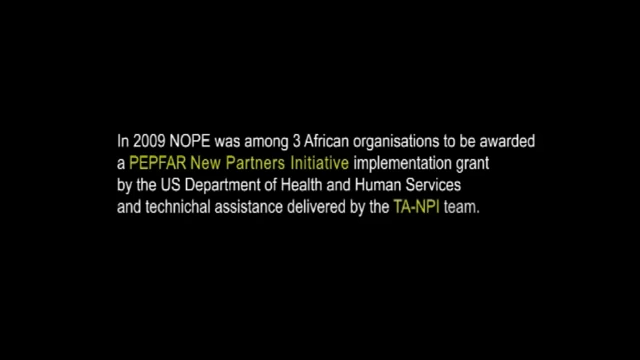 In 2009 NOPE was among 3 African organisations to be awarded
a PEPFAR New Partners Initiative implementation grant
by the US Department of Health and Human Services
and technichal assistance delivered by the TA-NPI team.